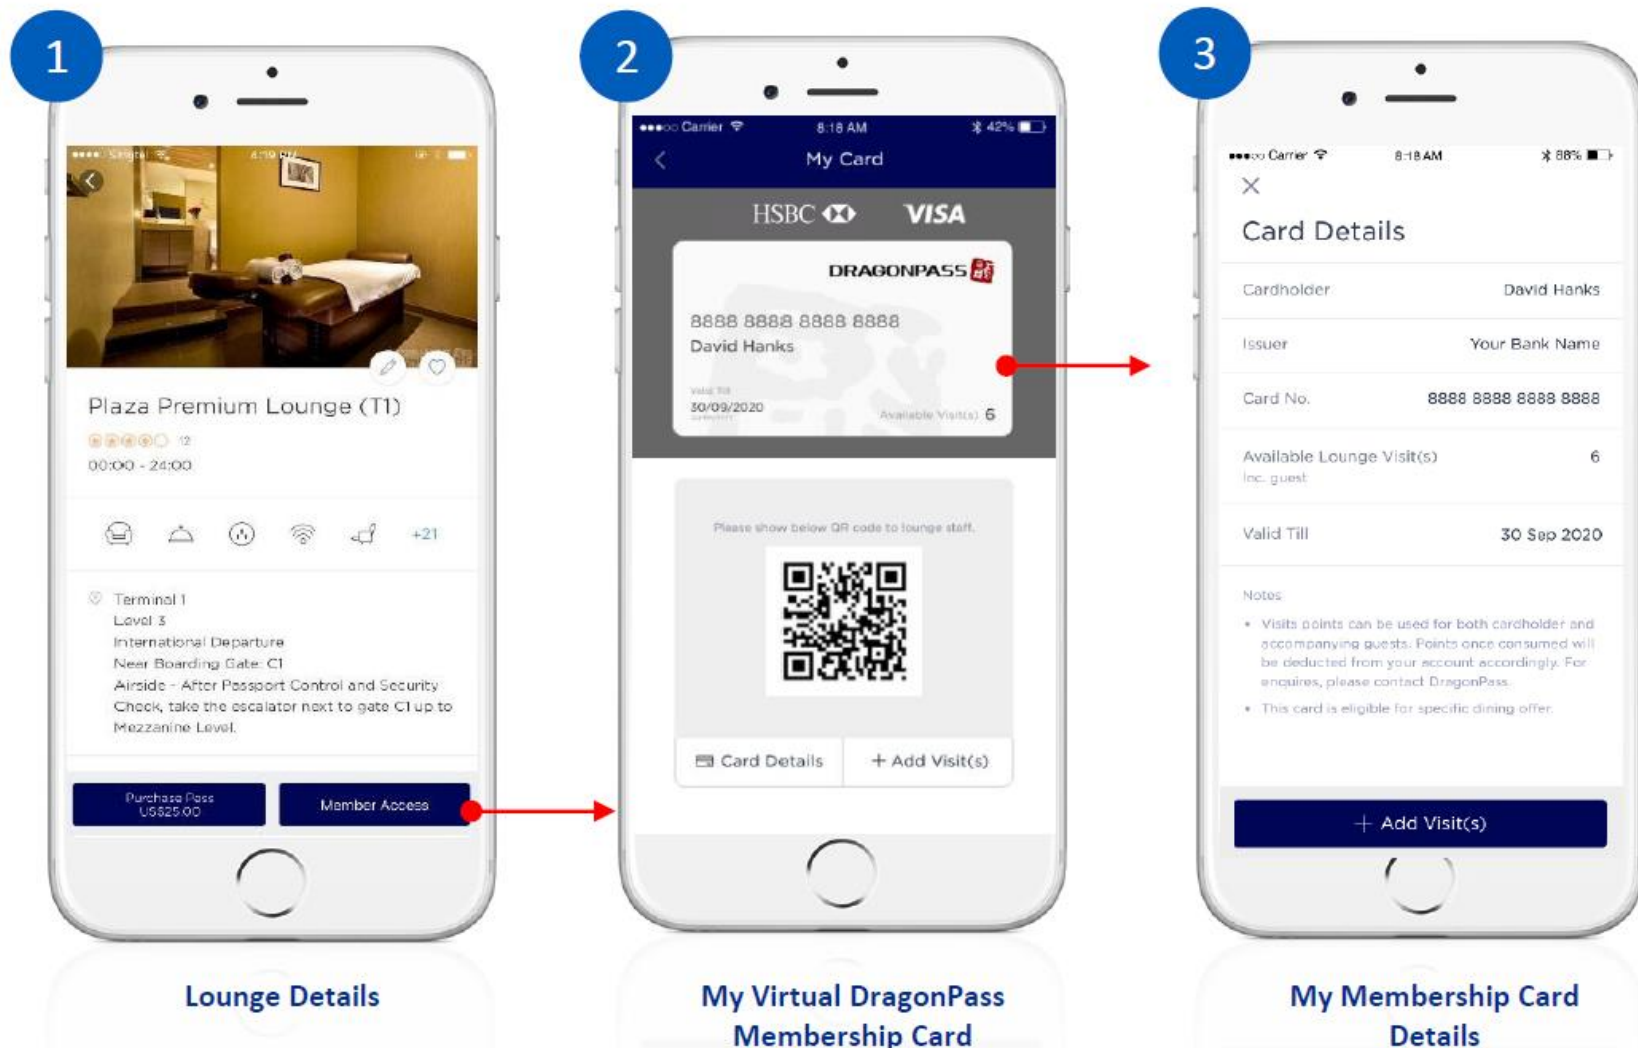 1
Plaza Premium Lounge (T1)
12
00:00 - 24:00
+21
Terminal 1
Level 3
International Departure
Near Boarding Gate: C1
Airside - After Passport Control and Security
Check, take the escalator next to gate C1 up to
Mezzanine Level.
Purchase Pass
US$25.00
Member Access
Lounge Details
2
Carrier
8:18 AM
42%
My Card
HSBC
VISA
DRAGONPASS
8888 8888 8888 8888
David Hanks
Valid Till
30/09/2020
Available Visit(s) 6
Please show below QR code to lounge staff.
Card Details
+ Add Visit(s)
My Virtual DragonPass
Membership Card
3
Carrier
8:18 AM
88%
Card Details
Cardholder David Hanks
Issuer Your Bank Name
Card No. 8888 8888 8888 8888
Available Lounge Visit(s) 6
Inc. guest
Valid Till 30 Sep 2020
Notes
• Visits points can be used for both cardholder and
accompanying guests. Points once consumed will
be deducted from your account accordingly. For
enquires, please contact DragonPass.
• This card is eligible for specific dining offer.
+ Add Visit(s)
My Membership Card
Details